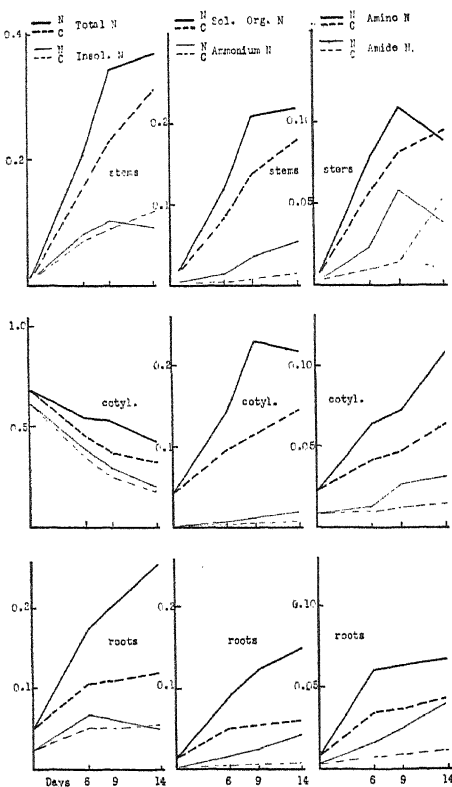 N Total N
C
N Insol. N
C
N Sol. Org. N
C
N Ammonium N
C
N Amino N
C
N Amide N.
C
0.4
0.2
stems
0.2
0.1
stems
0.10
0.05
stems
1.0
0.5
cotyl.
0.2
0.1
cotyl.
0.10
0.05
cotyl.
0.2
0.1
roots
0.2
0.1
roots
0.10
0.05
roots
Days 6 9 14
6 9 14
6 9 14